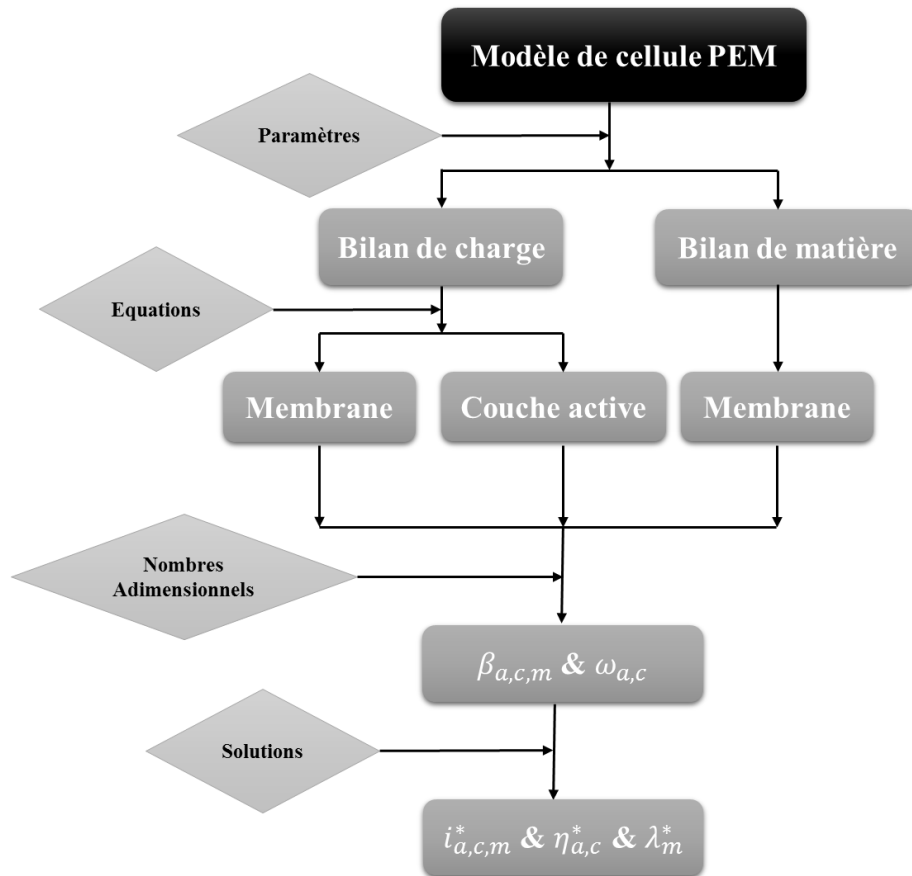 Modèle de cellule PEM
Paramètres
Bilan de charge
Bilan de matière
Equations
Membrane
Couche active
Membrane
Nombres
Adimensionnels
β_{a,c,m} & ω_{a,c}
Solutions
i^*_{a,c,m} & η^*_{a,c} & λ^*_m